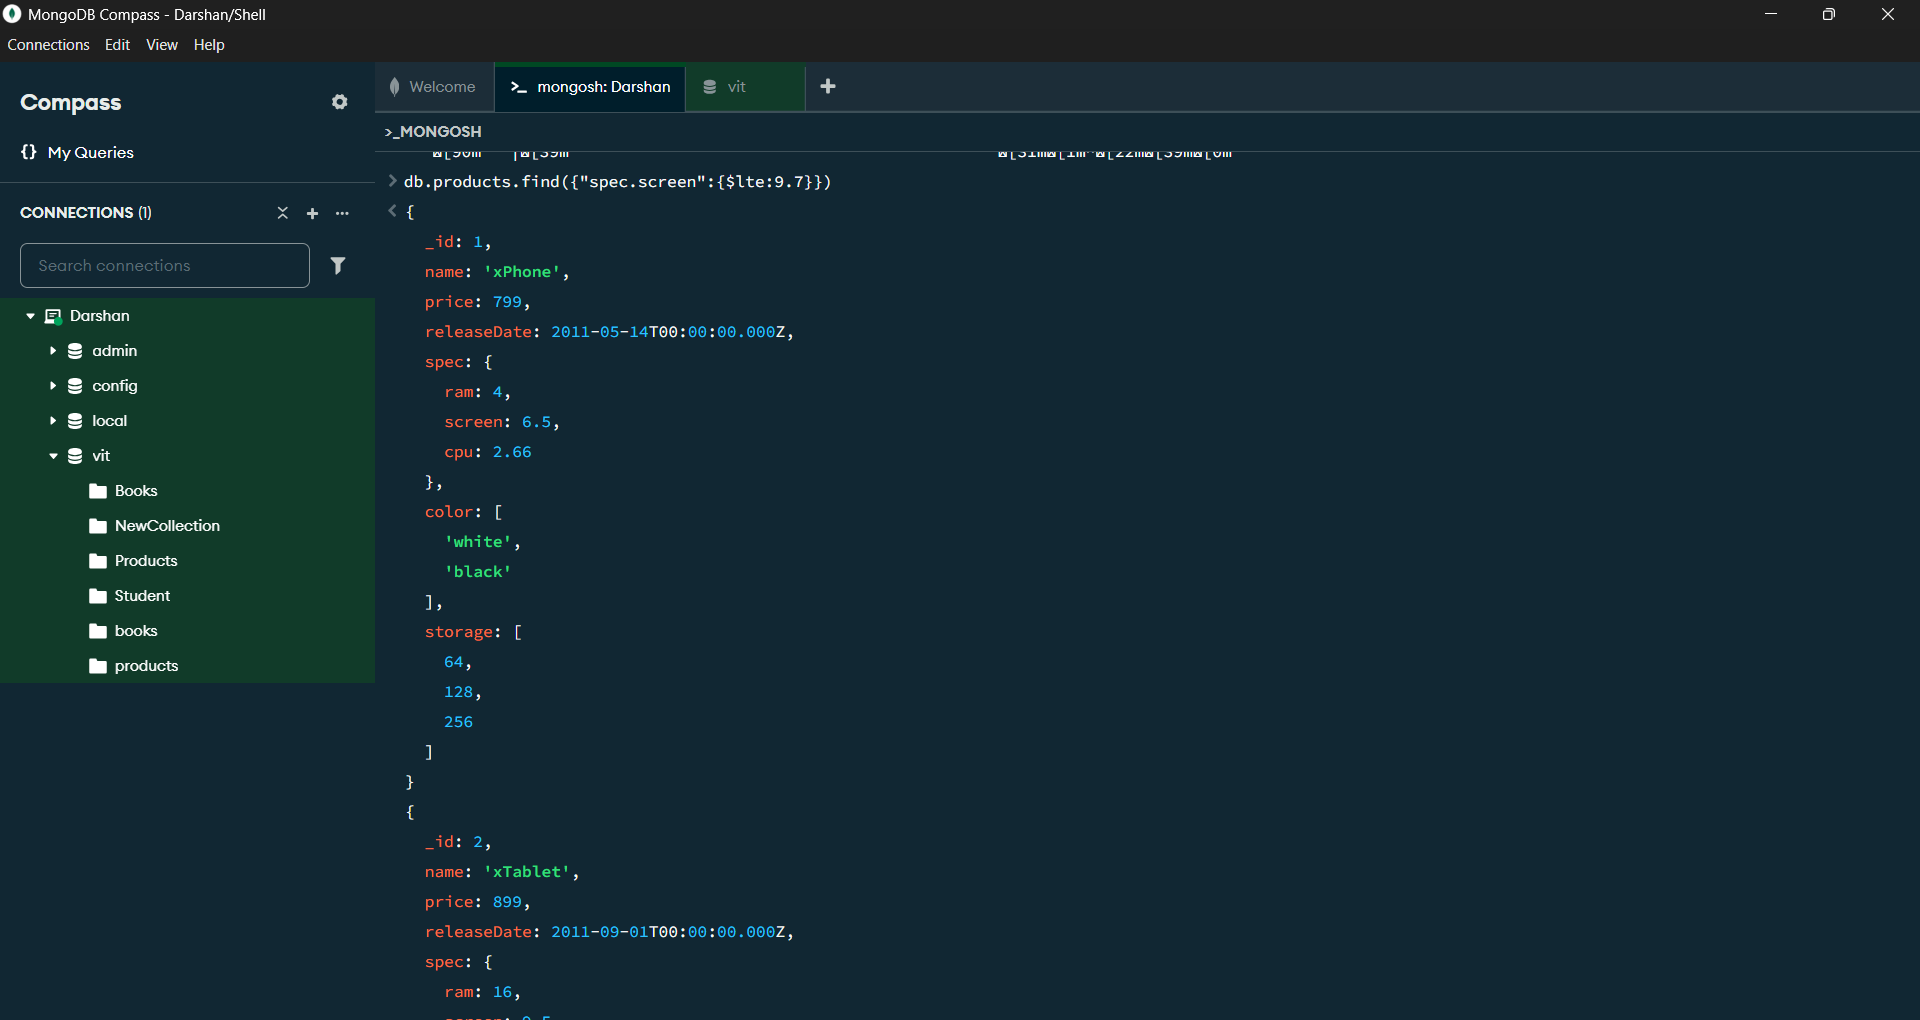 MongoDB Compass - Darshan/Shell
Connections Edit View Help
Compass
{} My Queries
CONNECTIONS (1)
Search connections
Darshan
admin
config
local
vit
Books
NewCollection
Products
Student
books
products
Welcome
>_ mongosh: Darshan
vit
>_MONGOSH
> db.products.find({"spec.screen":{$lte:9.7}})
< {
_id: 1,
name: 'xPhone',
price: 799,
releaseDate: 2011-05-14T00:00:00.000Z,
spec: {
ram: 4,
screen: 6.5,
cpu: 2.66
},
color: [
'white',
'black'
],
storage: [
64,
128,
256
]
}
{
_id: 2,
name: 'xTablet',
price: 899,
releaseDate: 2011-09-01T00:00:00.000Z,
spec: {
ram: 16,